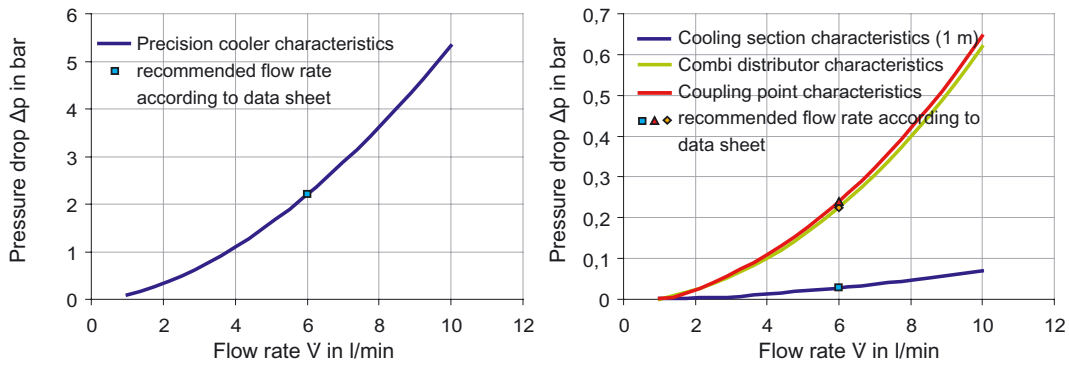 6
5
4
3
2
1
0
Pressure drop Δp in bar
Precision cooler characteristics
recommended flow rate
according to data sheet
0 2 4 6 8 10 12
Flow rate V̇ in l/min
0,7
0,6
0,5
0,4
0,3
0,2
0,1
0
Pressure drop Δp in bar
Cooling section characteristics (1 m)
Combi distributor characteristics
Coupling point characteristics
recommended flow rate according to
data sheet
0 2 4 6 8 10 12
Flow rate V̇ in l/min